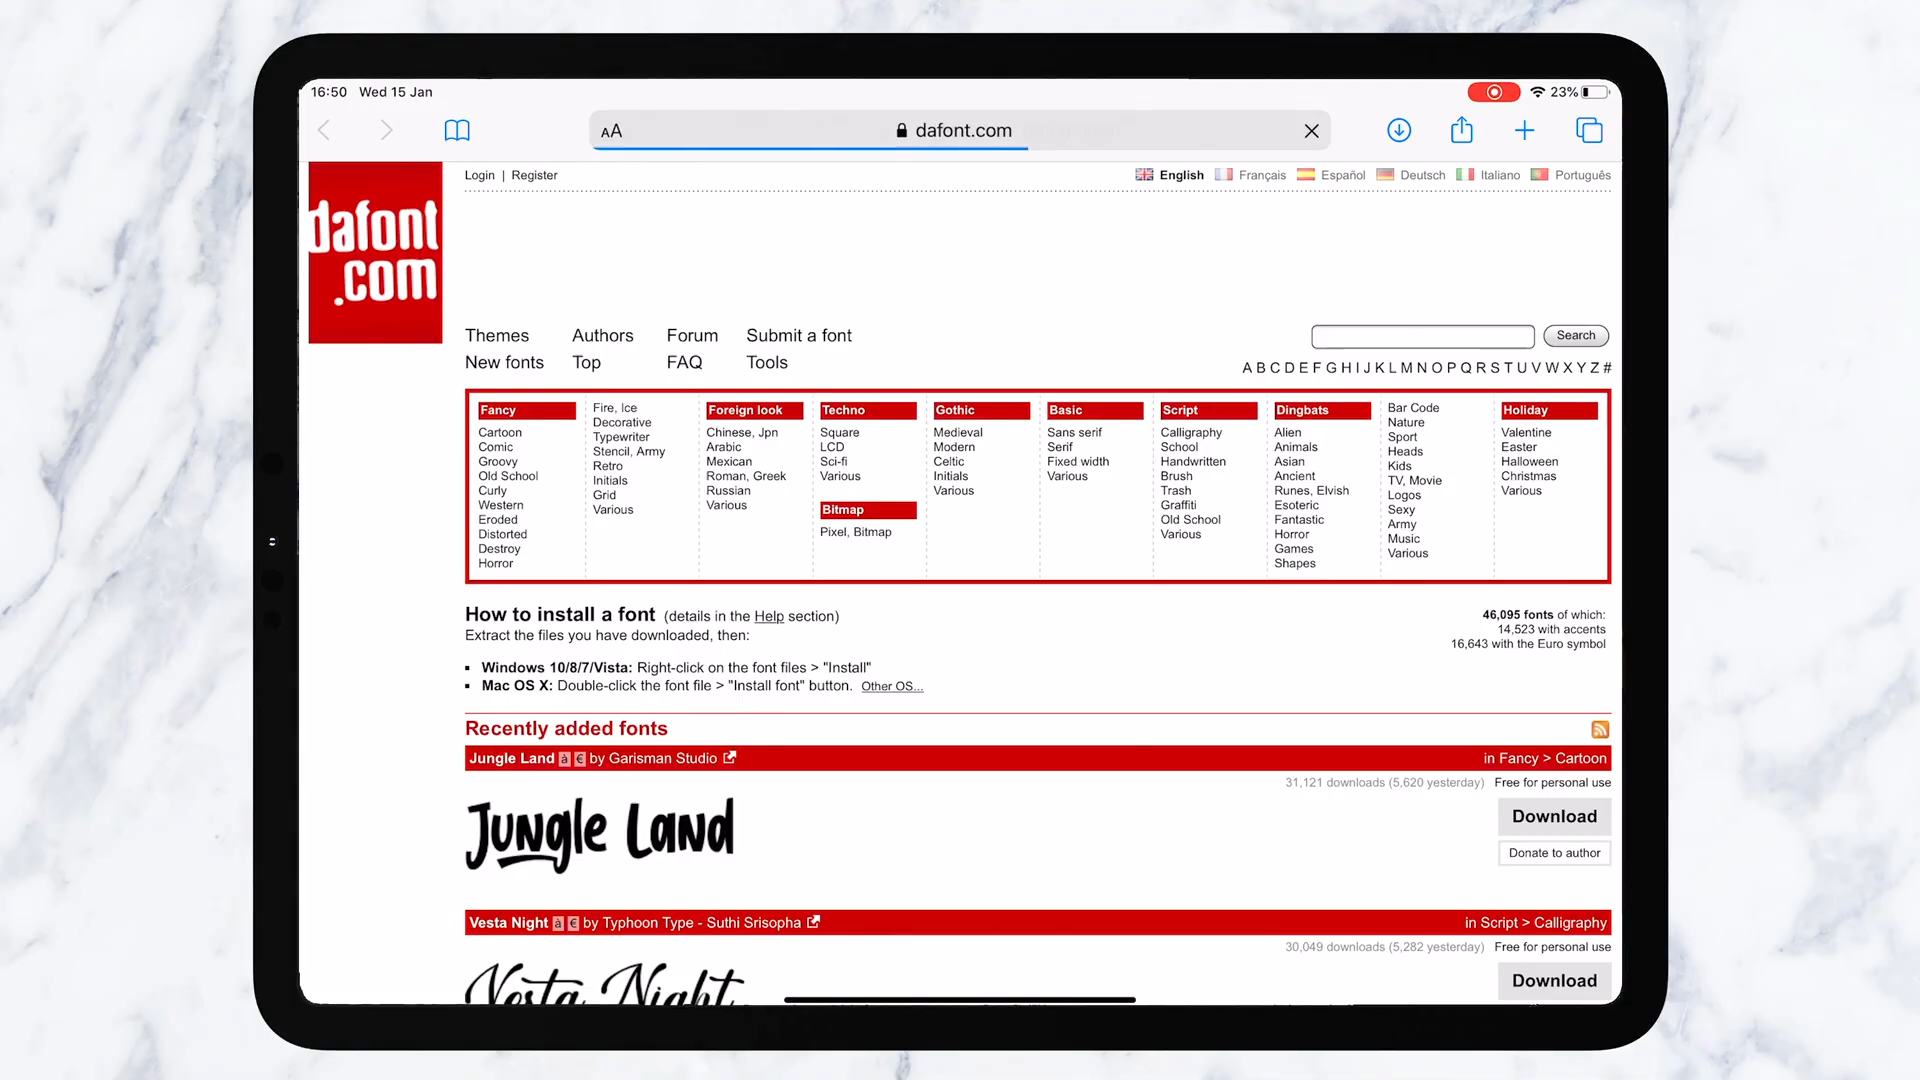 16:50 Wed 15 Jan
23%
AA dafont.com
dafont
.com
Login | Register
English Français Español Deutsch Italiano Português
Themes Authors Forum Submit a font
Search
New fonts Top FAQ Tools
A B C D E F G H I J K L M N O P Q R S T U V W X Y Z #
Fancy
Cartoon
Comic
Groovy
Old School
Curly
Western
Eroded
Distorted
Destroy
Horror
Fire, Ice
Decorative
Typewriter
Stencil, Army
Retro
Initials
Grid
Various
Foreign look
Chinese, Jpn
Arabic
Mexican
Roman, Greek
Russian
Various
Techno
Square
LCD
Sci-fi
Various
Bitmap
Pixel, Bitmap
Gothic
Medieval
Modern
Celtic
Initials
Various
Basic
Sans serif
Serif
Fixed width
Various
Script
Calligraphy
School
Handwritten
Brush
Trash
Graffiti
Old School
Various
Dingbats
Alien
Animals
Asian
Ancient
Runes, Elvish
Esoteric
Fantastic
Horror
Games
Shapes
Bar Code
Nature
Sport
Heads
Kids
TV, Movie
Logos
Sexy
Army
Music
Various
Holiday
Valentine
Easter
Halloween
Christmas
Various
How to install a font (details in the Help section)
Extract the files you have downloaded, then:
Windows 10/8/7/Vista: Right-click on the font files > "Install"
Mac OS X: Double-click the font file > "Install font" button. Other OS...
46,095 fonts of which:
14,523 with accents
16,643 with the Euro symbol
Recently added fonts
Jungle Land à € by Garisman Studio
in Fancy > Cartoon
31,121 downloads (5,620 yesterday) Free for personal use
Jungle Land
Download
Donate to author
Vesta Night à € by Typhoon Type - Suthi Srisopha
in Script > Calligraphy
30,049 downloads (5,282 yesterday) Free for personal use
Vesta Night
Download